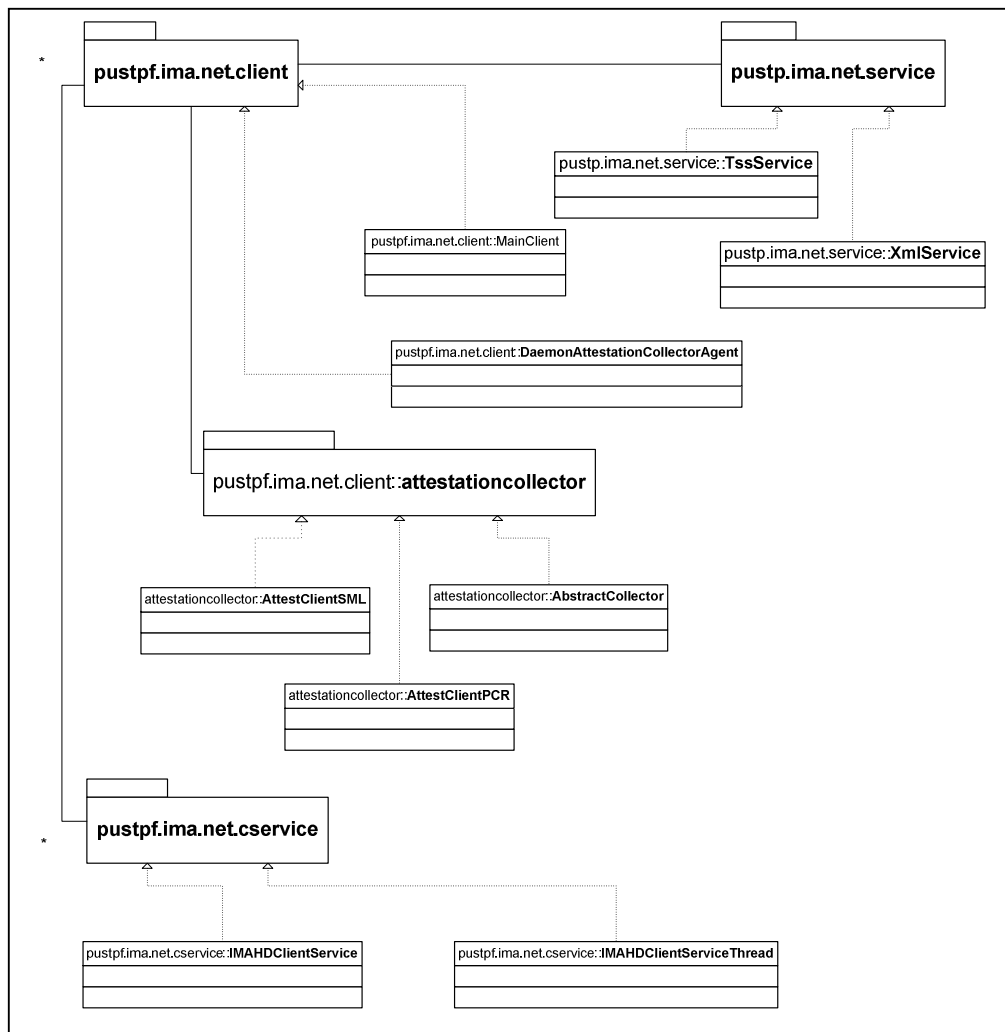 *
pustpf.ima.net.client
pustp.ima.net.service
pustp.ima.net.service::TssService
pustpf.ima.net.client::MainClient
pustp.ima.net.service::XmlService
pustpf.ima.net.client::DaemonAttestationCollectorAgent
pustpf.ima.net.client::attestationcollector
attestationcollector::AttestClientSML
attestationcollector::AbstractCollector
attestationcollector::AttestClientPCR
pustpf.ima.net.cservice
*
pustpf.ima.net.cservice::IMAHDClientService
pustpf.ima.net.cservice::IMAHDClientServiceThread